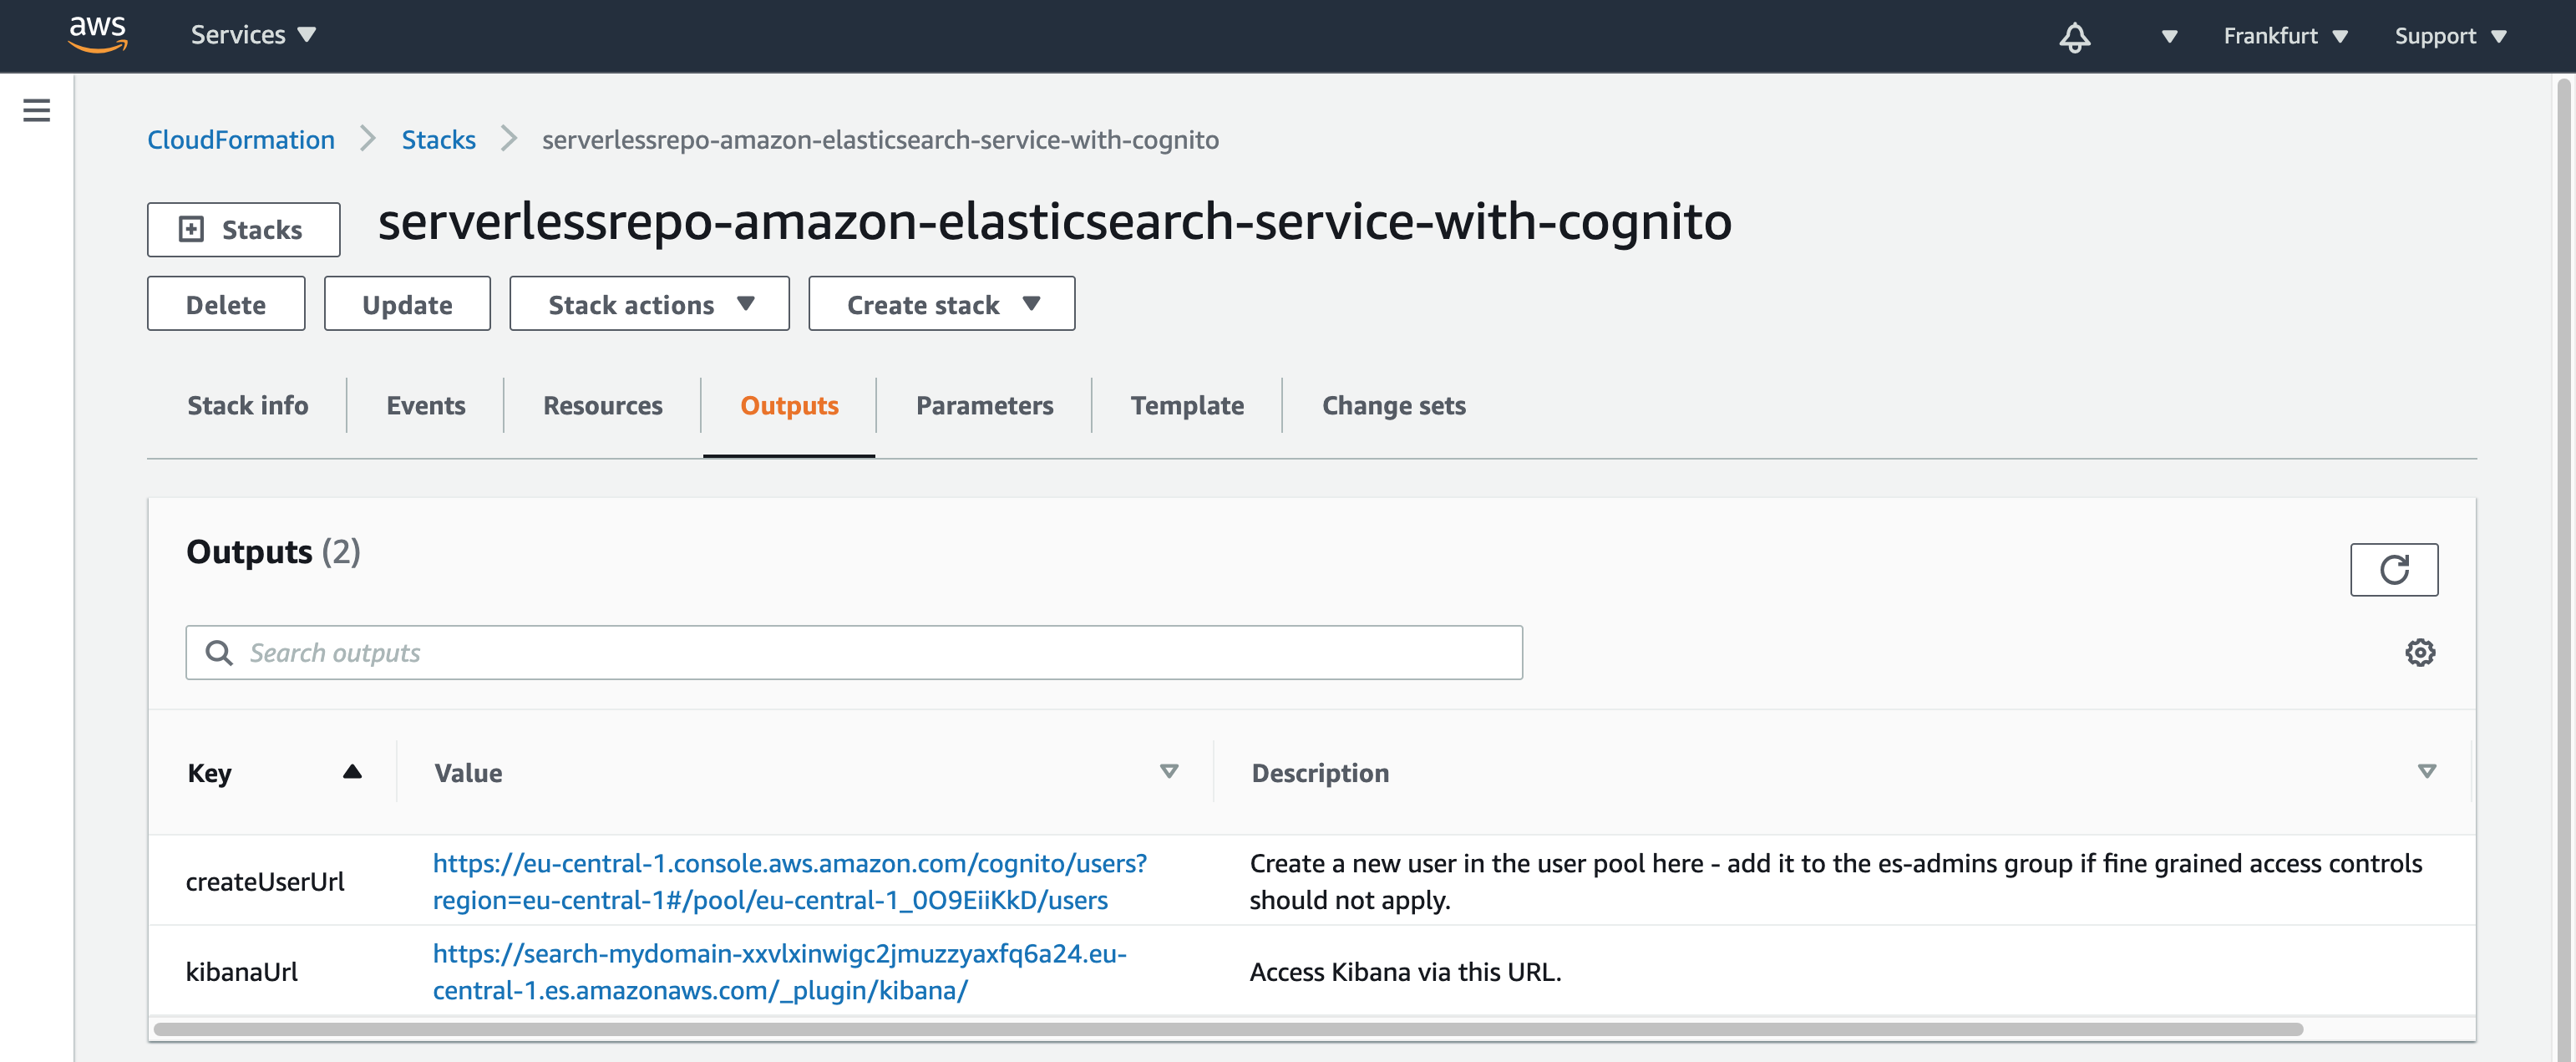 aws
Services
Frankfurt
Support
CloudFormation
Stacks
serverlessrepo-amazon-elasticsearch-service-with-cognito
Stacks
serverlessrepo-amazon-elasticsearch-service-with-cognito
Delete
Update
Stack actions
Create stack
Stack info
Events
Resources
Outputs
Parameters
Template
Change sets
Outputs (2)
Search outputs
Key
Value
Description
createUserUrl
https://eu-central-1.console.aws.amazon.com/cognito/users?
region=eu-central-1#/pool/eu-central-1_0O9EiiKkD/users
Create a new user in the user pool here - add it to the es-admins group if fine grained access controls
should not apply.
kibanaUrl
https://search-mydomain-xxvlxinwigc2jmuzzyaxfq6a24.eu-
central-1.es.amazonaws.com/_plugin/kibana/
Access Kibana via this URL.